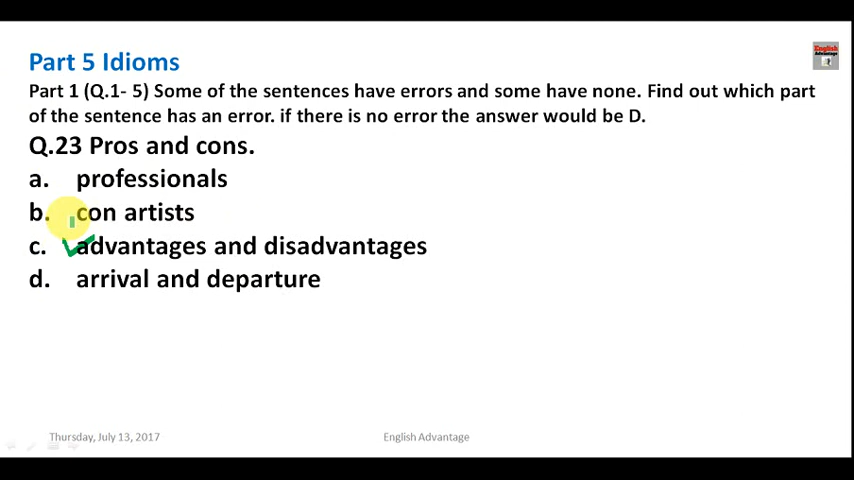 Part 5 Idioms
English
Advantage
Part 1 (Q.1- 5) Some of the sentences have errors and some have none. Find out which part
of the sentence has an error. if there is no error the answer would be D.
Q.23 Pros and cons.
a. professionals
b. con artists
c. advantages and disadvantages
d. arrival and departure
Thursday, July 13, 2017
English Advantage